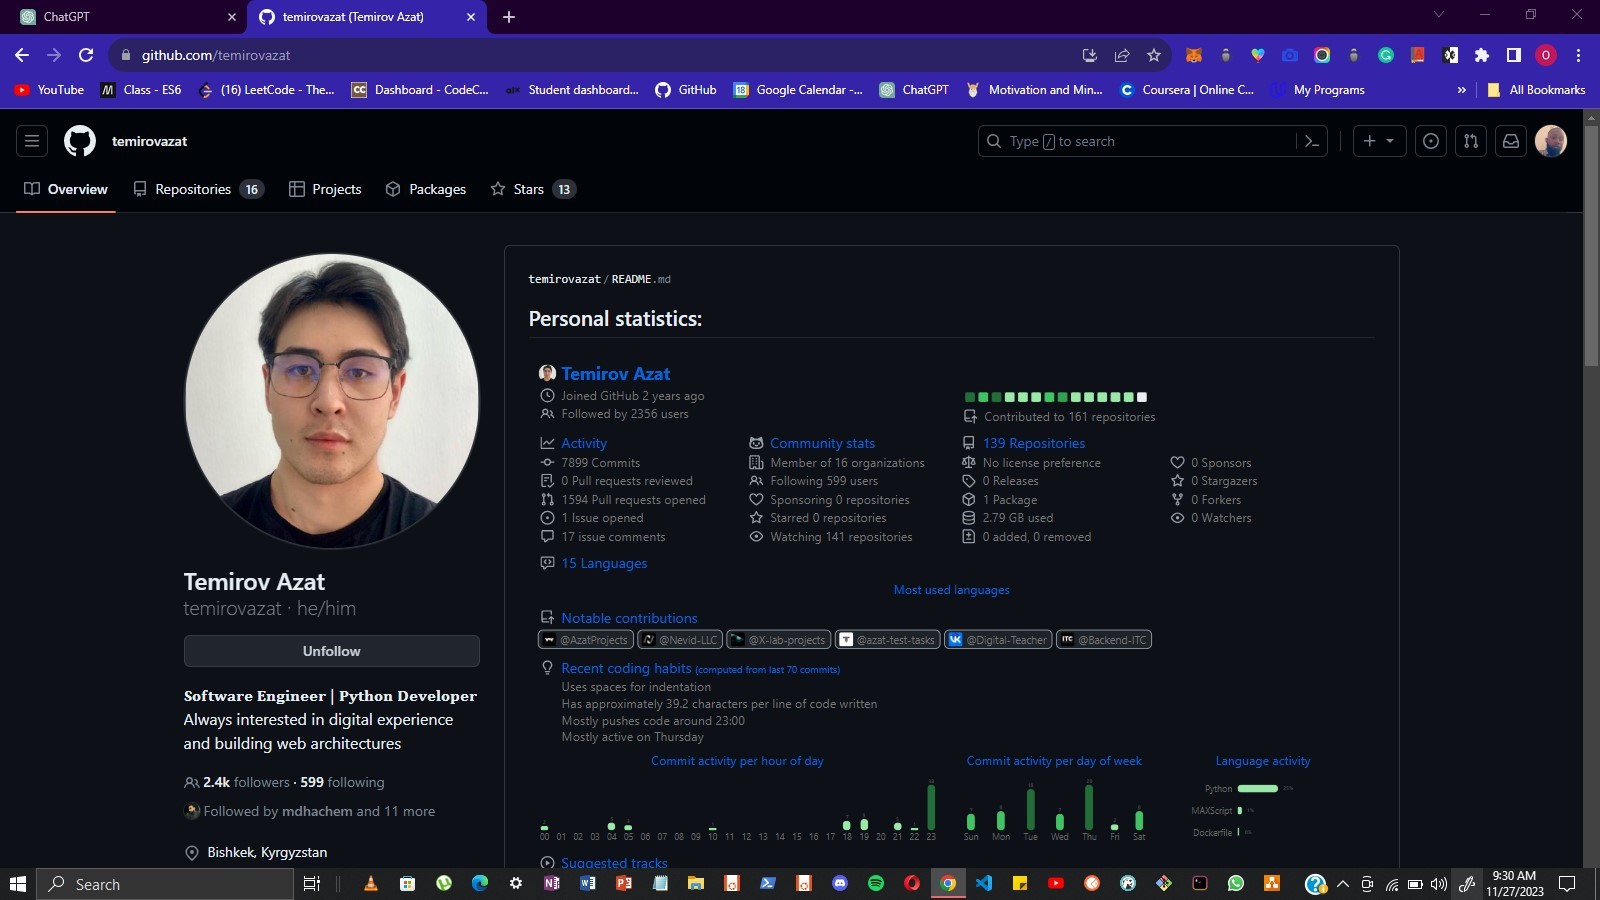 ChatGPT
temirovazat (Temirov Azat)
github.com/temirovazat
YouTube
Class - ES6
(16) LeetCode - The...
Dashboard - CodeC...
Student dashboard...
GitHub
Google Calendar -...
ChatGPT
Motivation and Min...
Coursera | Online C...
My Programs
»
All Bookmarks
temirovazat
Type / to search
Overview
Repositories 16
Projects
Packages
Stars 13
temirovazat/README.md
Personal statistics:
Temirov Azat
Joined GitHub 2 years ago
Followed by 2356 users
Contributed to 161 repositories
Activity
7899 Commits
0 Pull requests reviewed
1594 Pull requests opened
1 Issue opened
17 issue comments
Community stats
Member of 16 organizations
Following 599 users
Sponsoring 0 repositories
Starred 0 repositories
Watching 141 repositories
139 Repositories
No license preference
0 Releases
1 Package
2.79 GB used
0 added, 0 removed
0 Sponsors
0 Stargazers
0 Forkers
0 Watchers
15 Languages
Most used languages
Notable contributions
@AzatProjects @Nevid-LLC @X-lab-projects @azat-test-tasks @Digital-Teacher @Backend-ITC
Recent coding habits (computed from last 70 commits)
Uses spaces for indentation
Has approximately 39.2 characters per line of code written
Mostly pushes code around 23:00
Mostly active on Thursday
Commit activity per hour of day
00 01 02 03 04 05 06 07 08 09 10 11 12 13 14 15 16 17 18 19 20 21 22 23
Commit activity per day of week
Sun Mon Tue Wed Thu Fri Sat
Language activity
Python
MAXScript
Dockerfile
Suggested tracks
Temirov Azat
temirovazat · he/him
Unfollow
Software Engineer | Python Developer
Always interested in digital experience
and building web architectures
2.4k followers · 599 following
Followed by mdhachem and 11 more
Bishkek, Kyrgyzstan
Search
9:30 AM
11/27/2023